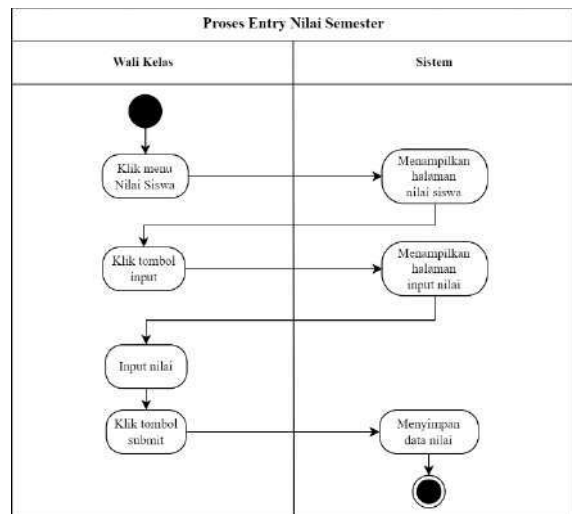 Proses Entry Nilai Semester
Wali Kelas
Sistem
Klik menu
Nilai Siswa
Menampilkan
halaman
nilai siswa
Klik tombol
input
Menampilkan
halaman
input nilai
Input nilai
Klik tombol
submit
Menyimpan
data nilai